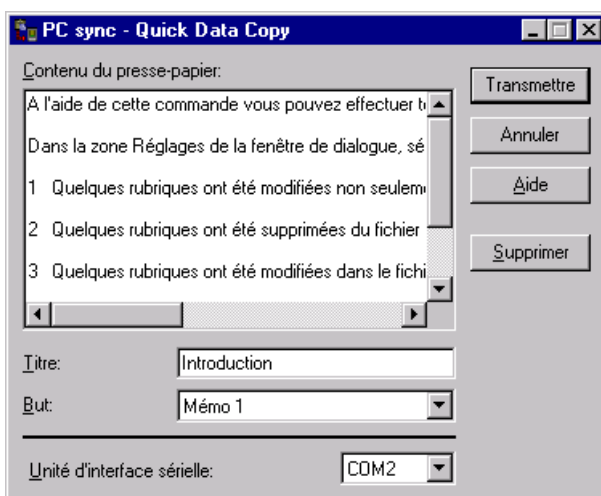 PC sync - Quick Data Copy
Contenu du presse-papier:
A l'aide de cette commande vous pouvez effectuer
Dans la zone Réglages de la fenêtre de dialogue, sé
1 Quelques rubriques ont été modifiées non seulem
2 Quelques rubriques ont été supprimées du fichier
3 Quelques rubriques ont été modifiées dans le fichi
Transmettre
Annuler
Aide
Supprimer
Titre: Introduction
But: Mémo 1
Unité d'interface sérielle: COM2